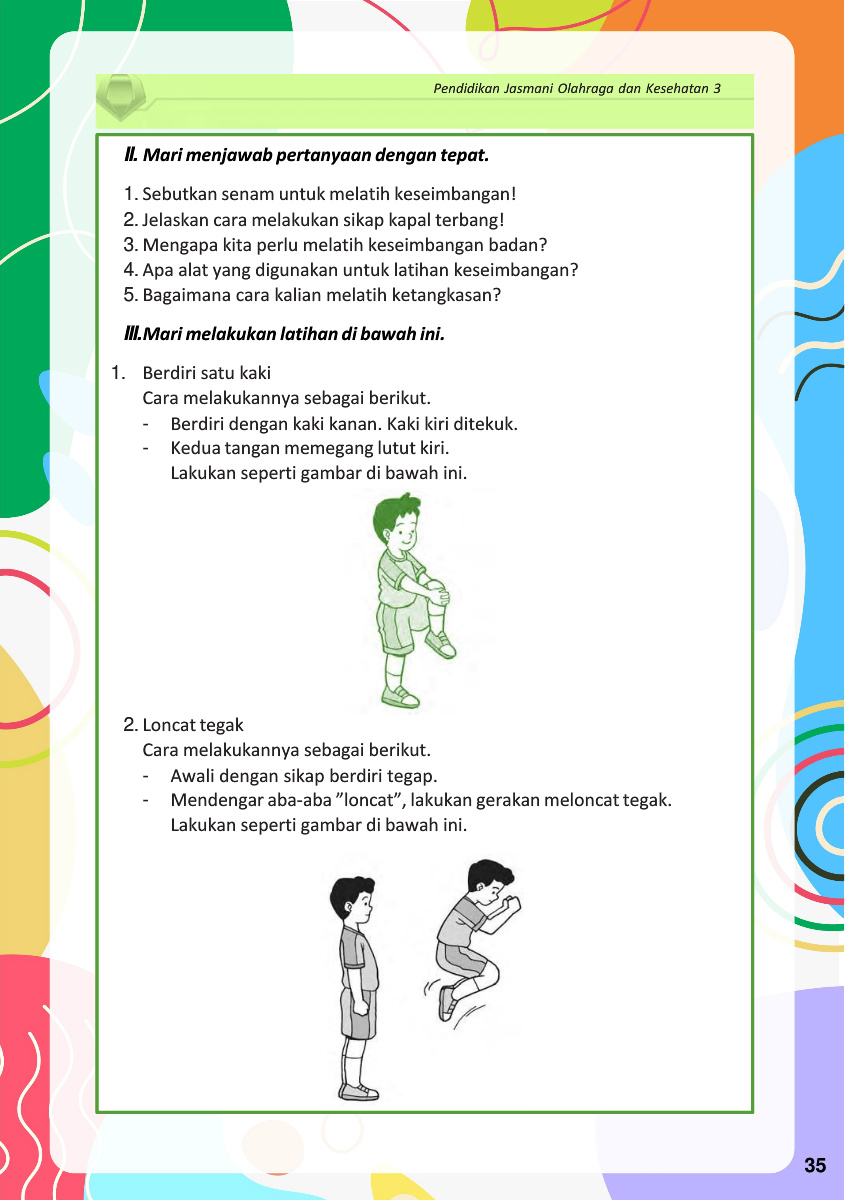 Pendidikan Jasmani Olahraga dan Kesehatan 3
II. Mari menjawab pertanyaan dengan tepat.
1. Sebutkan senam untuk melatih keseimbangan!
2. Jelaskan cara melakukan sikap kapal terbang!
3. Mengapa kita perlu melatih keseimbangan badan?
4. Apa alat yang digunakan untuk latihan keseimbangan?
5. Bagaimana cara kalian melatih ketangkasan?
III.Mari melakukan latihan di bawah ini.
1. Berdiri satu kaki
Cara melakukannya sebagai berikut.
- Berdiri dengan kaki kanan. Kaki kiri ditekuk.
- Kedua tangan memegang lutut kiri.
Lakukan seperti gambar di bawah ini.
2. Loncat tegak
Cara melakukannya sebagai berikut.
- Awali dengan sikap berdiri tegap.
- Mendengar aba-aba ”loncat”, lakukan gerakan meloncat tegak.
Lakukan seperti gambar di bawah ini.
35